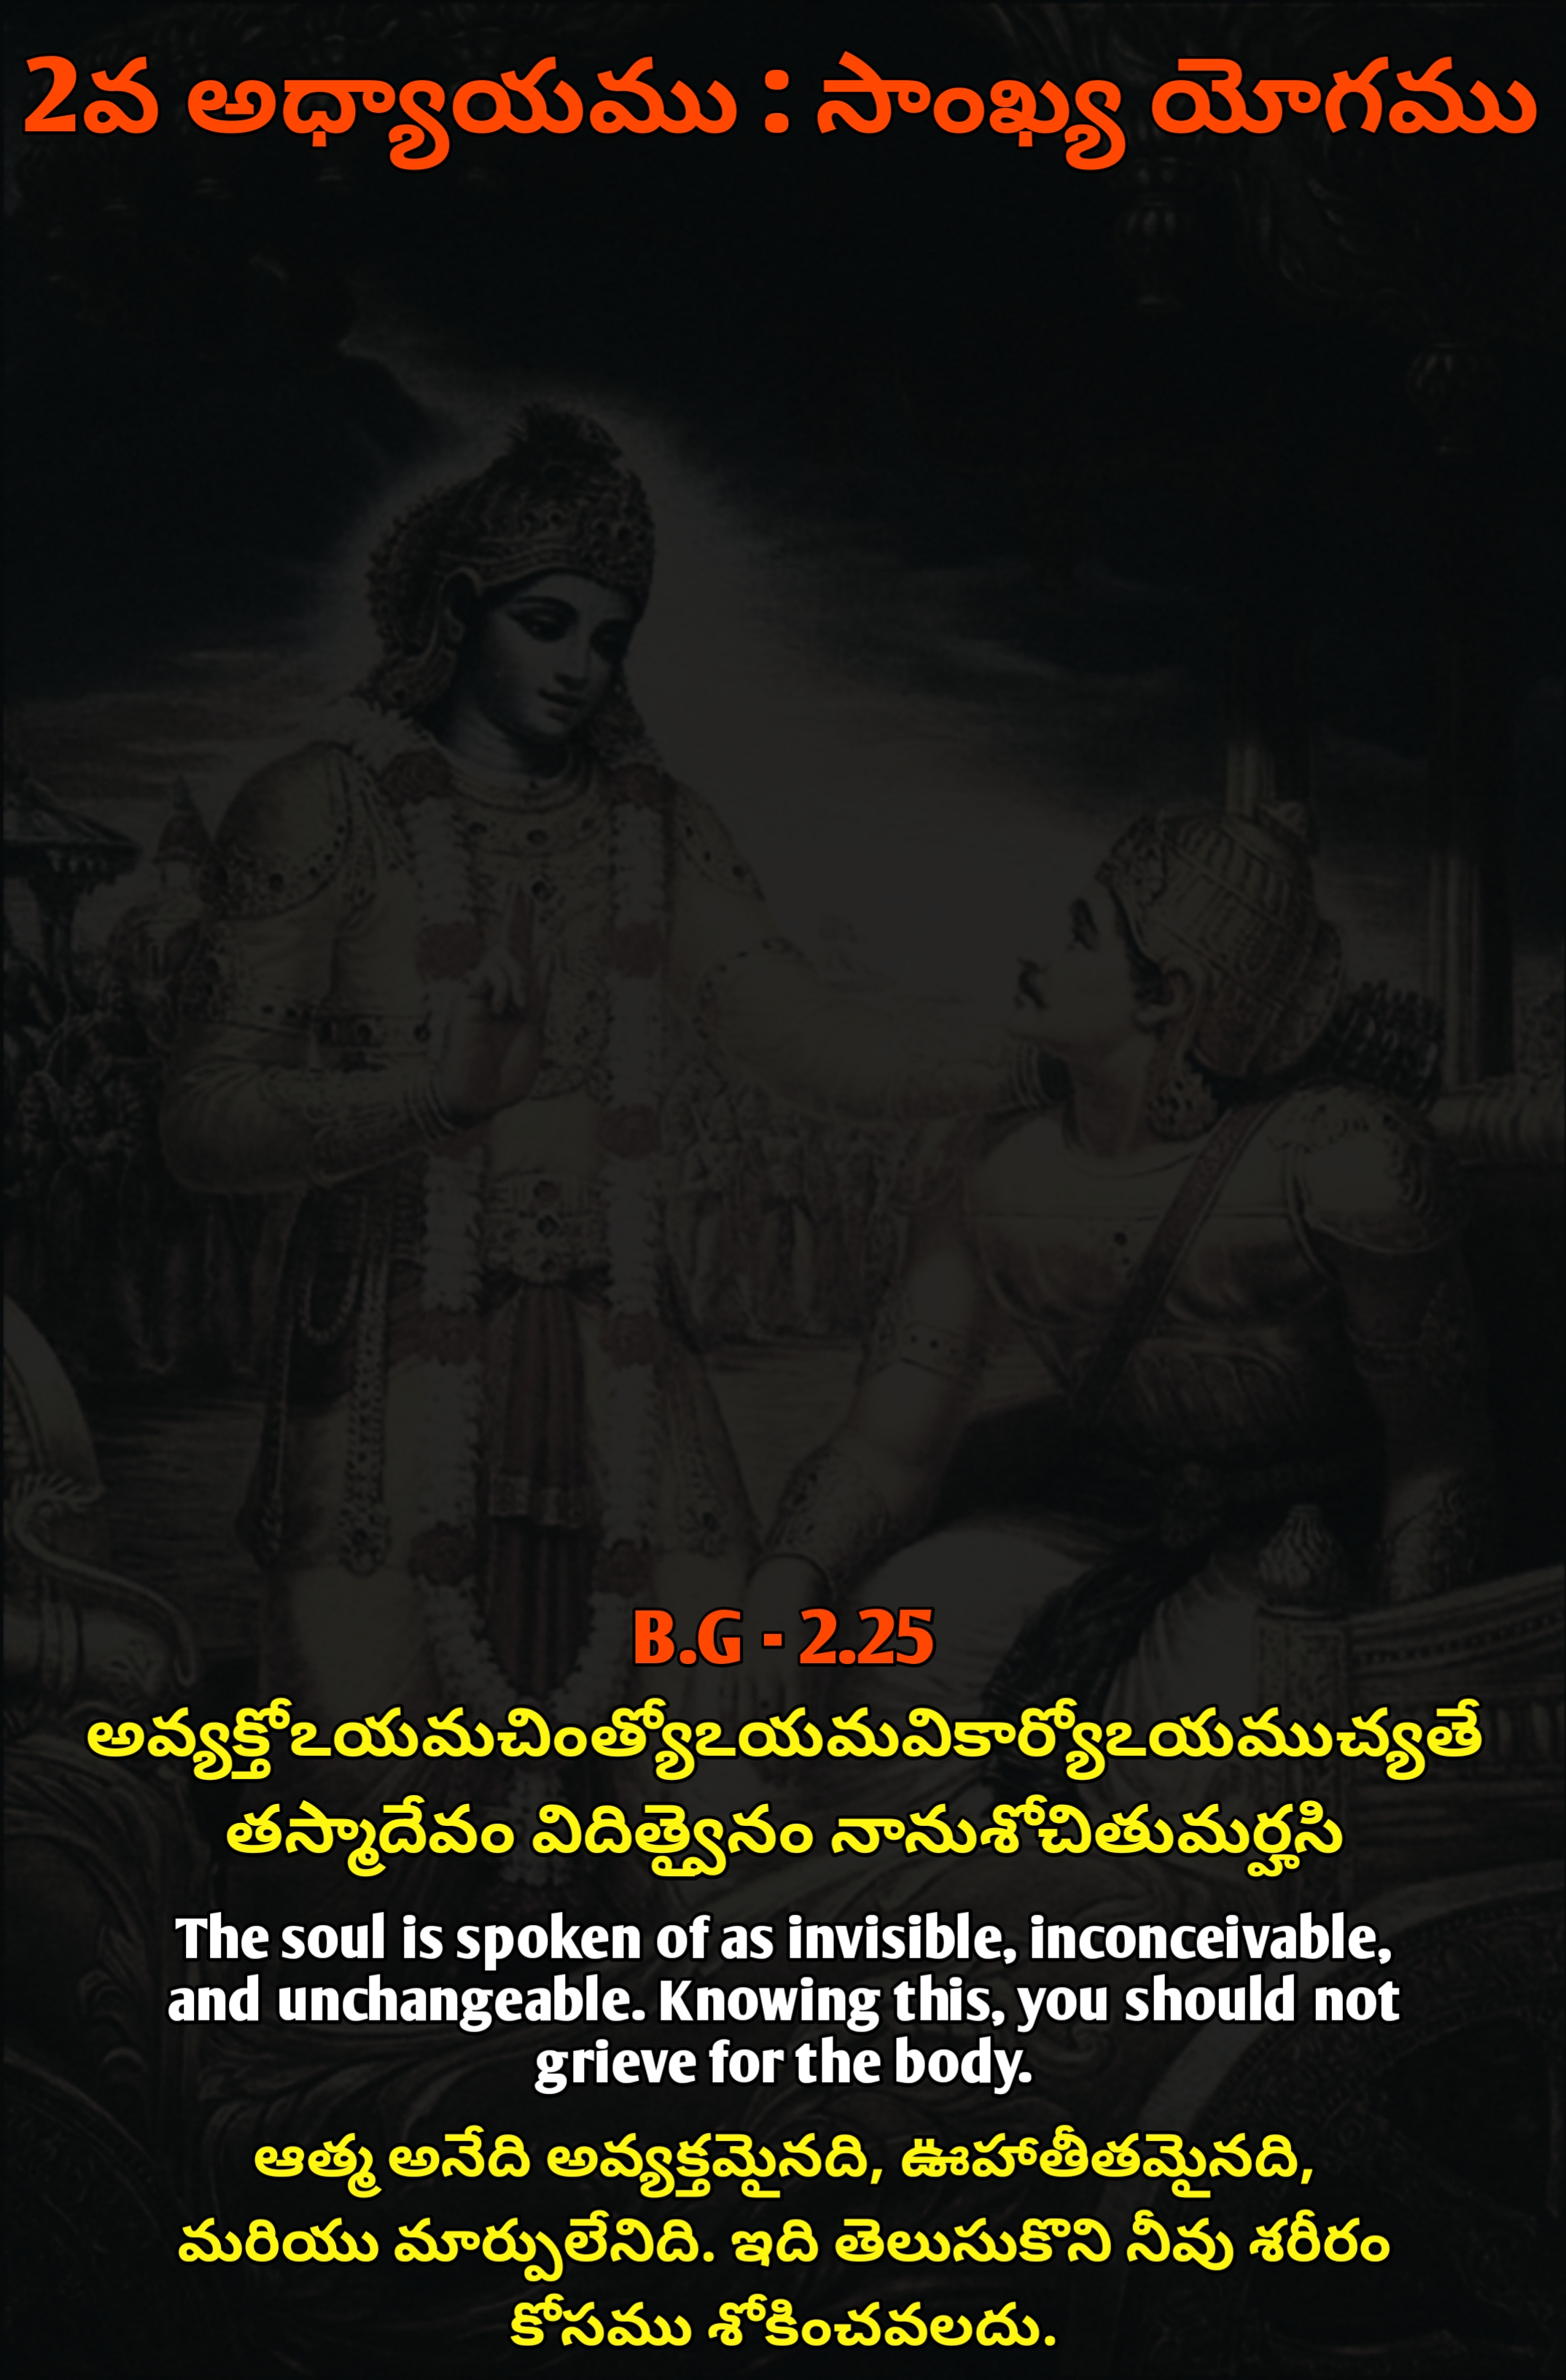 2వ అధ్యాయము : సాంఖ్య యోగము
B.G - 2.25
అవ్యక్తోఽయమచింత్యోఽయమవికార్యోఽయముచ్యతే
తస్మాదేవం విదిత్వైనం నానుశోచితుమర్హసి
The soul is spoken of as invisible, inconceivable,
and unchangeable. Knowing this, you should not
grieve for the body.
ఆత్మ అనేది అవ్యక్తమైనది, ఊహాతీతమైనది,
మరియు మార్పులేనిది. ఇది తెలుసుకొని నీవు శరీరం
కోసము శోకించవలదు.